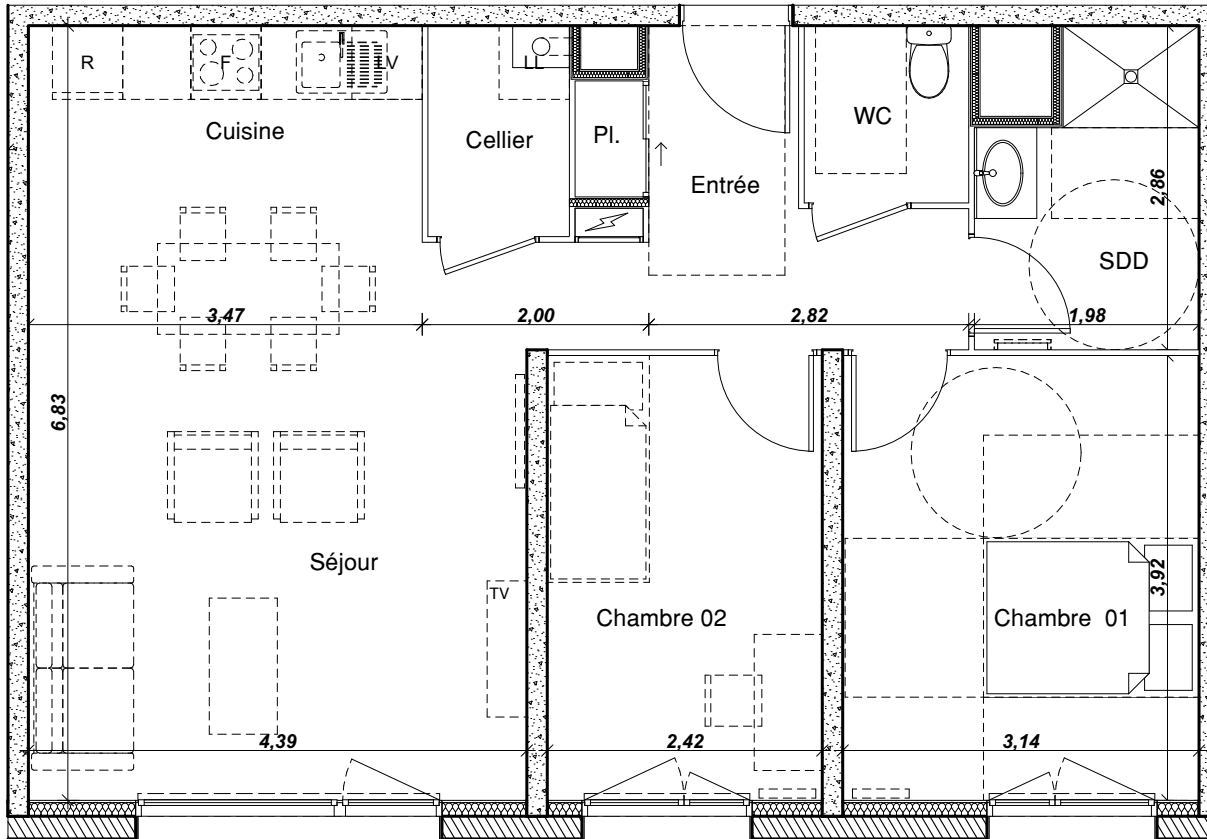 R
F
LV
LL
Cuisine
Cellier
Pl.
WC
Entrée
2,86
SDD
3,47
2,00
2,82
1,98
6,83
Séjour
TV
3,92
Chambre 02
Chambre 01
4,39
2,42
3,14